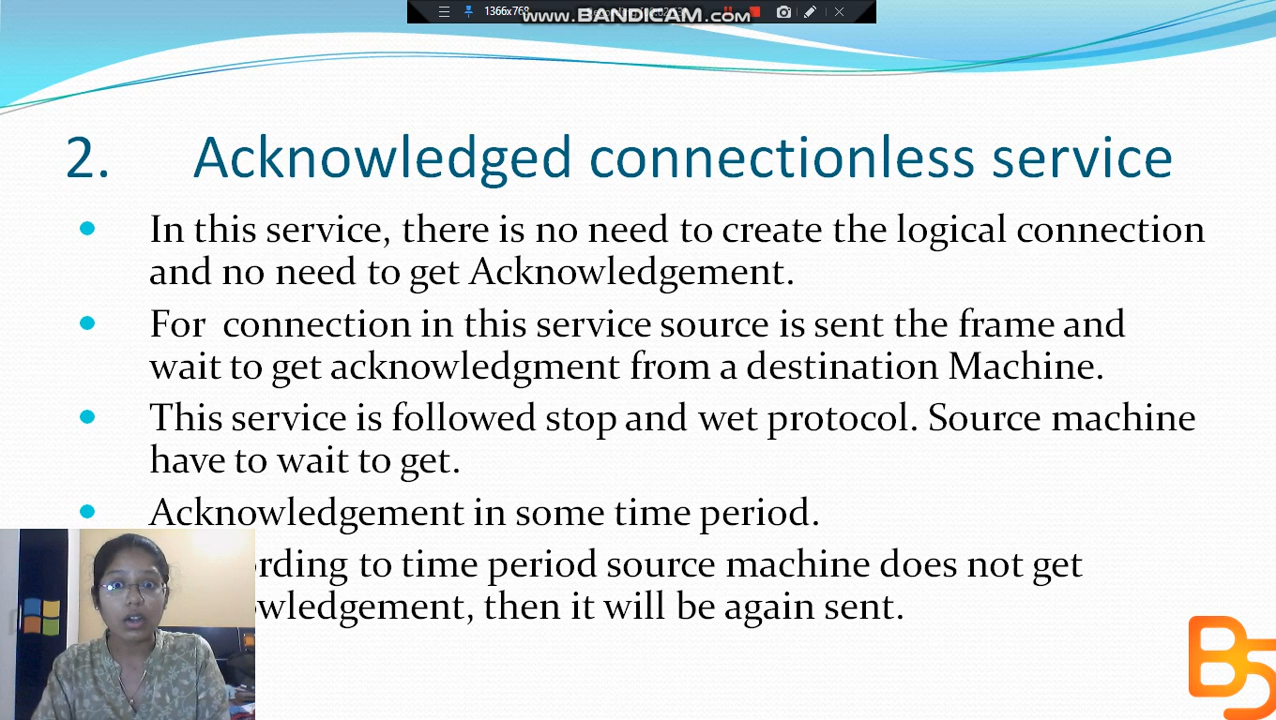 1366x768
www.BANDICAM.com
2. Acknowledged connectionless service
In this service, there is no need to create the logical connection
and no need to get Acknowledgement.
For connection in this service source is sent the frame and
wait to get acknowledgment from a destination Machine.
This service is followed stop and wet protocol. Source machine
have to wait to get.
Acknowledgement in some time period.
to time period source machine does not get
then it will be again sent.
B5